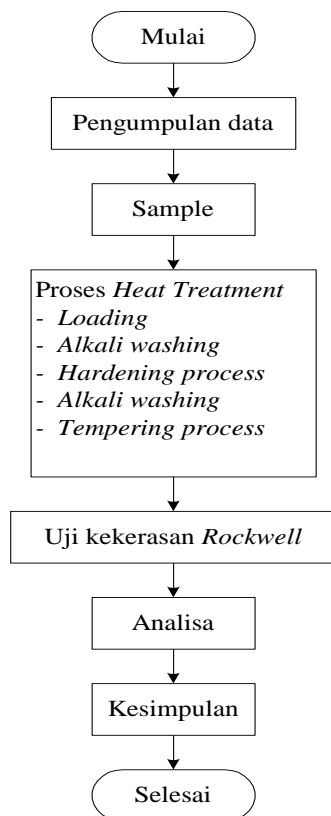 Mulai
Pengumpulan data
Sample
Proses Heat Treatment
- Loading
- Alkali washing
- Hardening process
- Alkali washing
- Tempering process
Uji kekerasan Rockwell
Analisa
Kesimpulan
Selesai